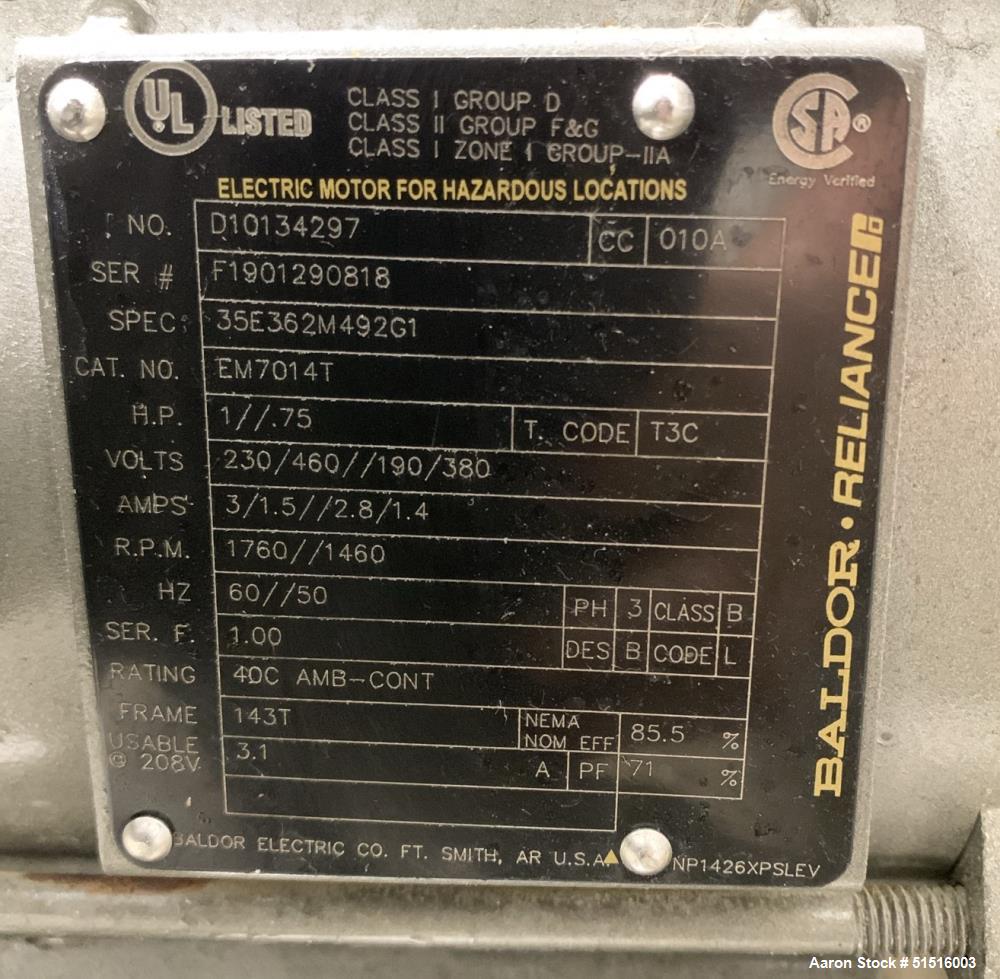 UL LISTED
CLASS I GROUP D
CLASS II GROUP F&G
CLASS I ZONE I GROUP-IIA
SA ®
Energy Verified
ELECTRIC MOTOR FOR HAZARDOUS LOCATIONS
NO. D10134297 CC 010A
SER # F1901290818
SPEC: 35E362M492G1
CAT. NO. EM7014T
H.P. 1//.75 T. CODE T3C
VOLTS 230/460//190/380
AMPS 3/1.5//2.8/1.4
R.P.M. 1760//1460
HZ 60//50 PH 3 CLASS B
SER. F. 1.00 DES B CODE L
RATING 40C AMB-CONT
FRAME 143T NEMA NOM EFF 85.5 %
USABLE @ 208V 3.1 A PF 71 %
BALDOR ELECTRIC CO. FT. SMITH, AR U.S.A.
NP1426XPSLEV
BALDOR · RELIANCER
Aaron Stock # 51516003